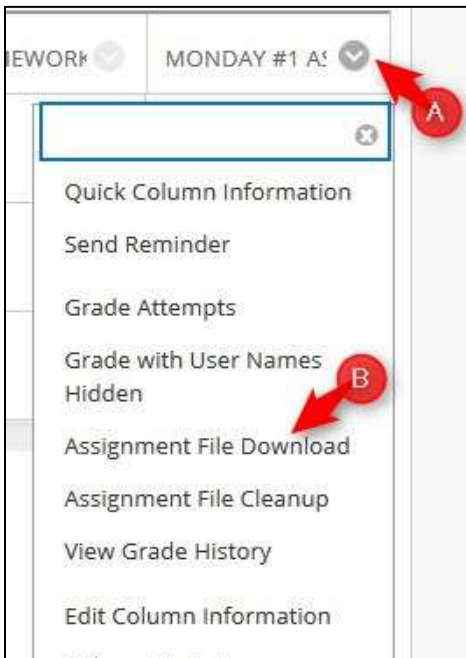 MONDAY #1 A
A
Quick Column Information
Send Reminder
Grade Attempts
Grade with User Names
Hidden
B
Assignment File Download
Assignment File Cleanup
View Grade History
Edit Column Information